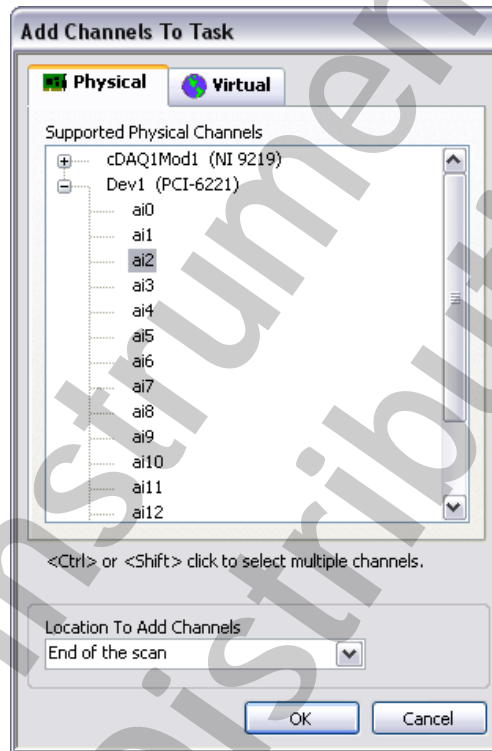 Add Channels To Task
Physical Virtual
Supported Physical Channels
cDAQ1Mod1 (NI 9219)
Dev1 (PCI-6221)
ai0
ai1
ai2
ai3
ai4
ai5
ai6
ai7
ai8
ai9
ai10
ai11
ai12
<Ctrl> or <Shift> click to select multiple channels.
Location To Add Channels
End of the scan
OK Cancel